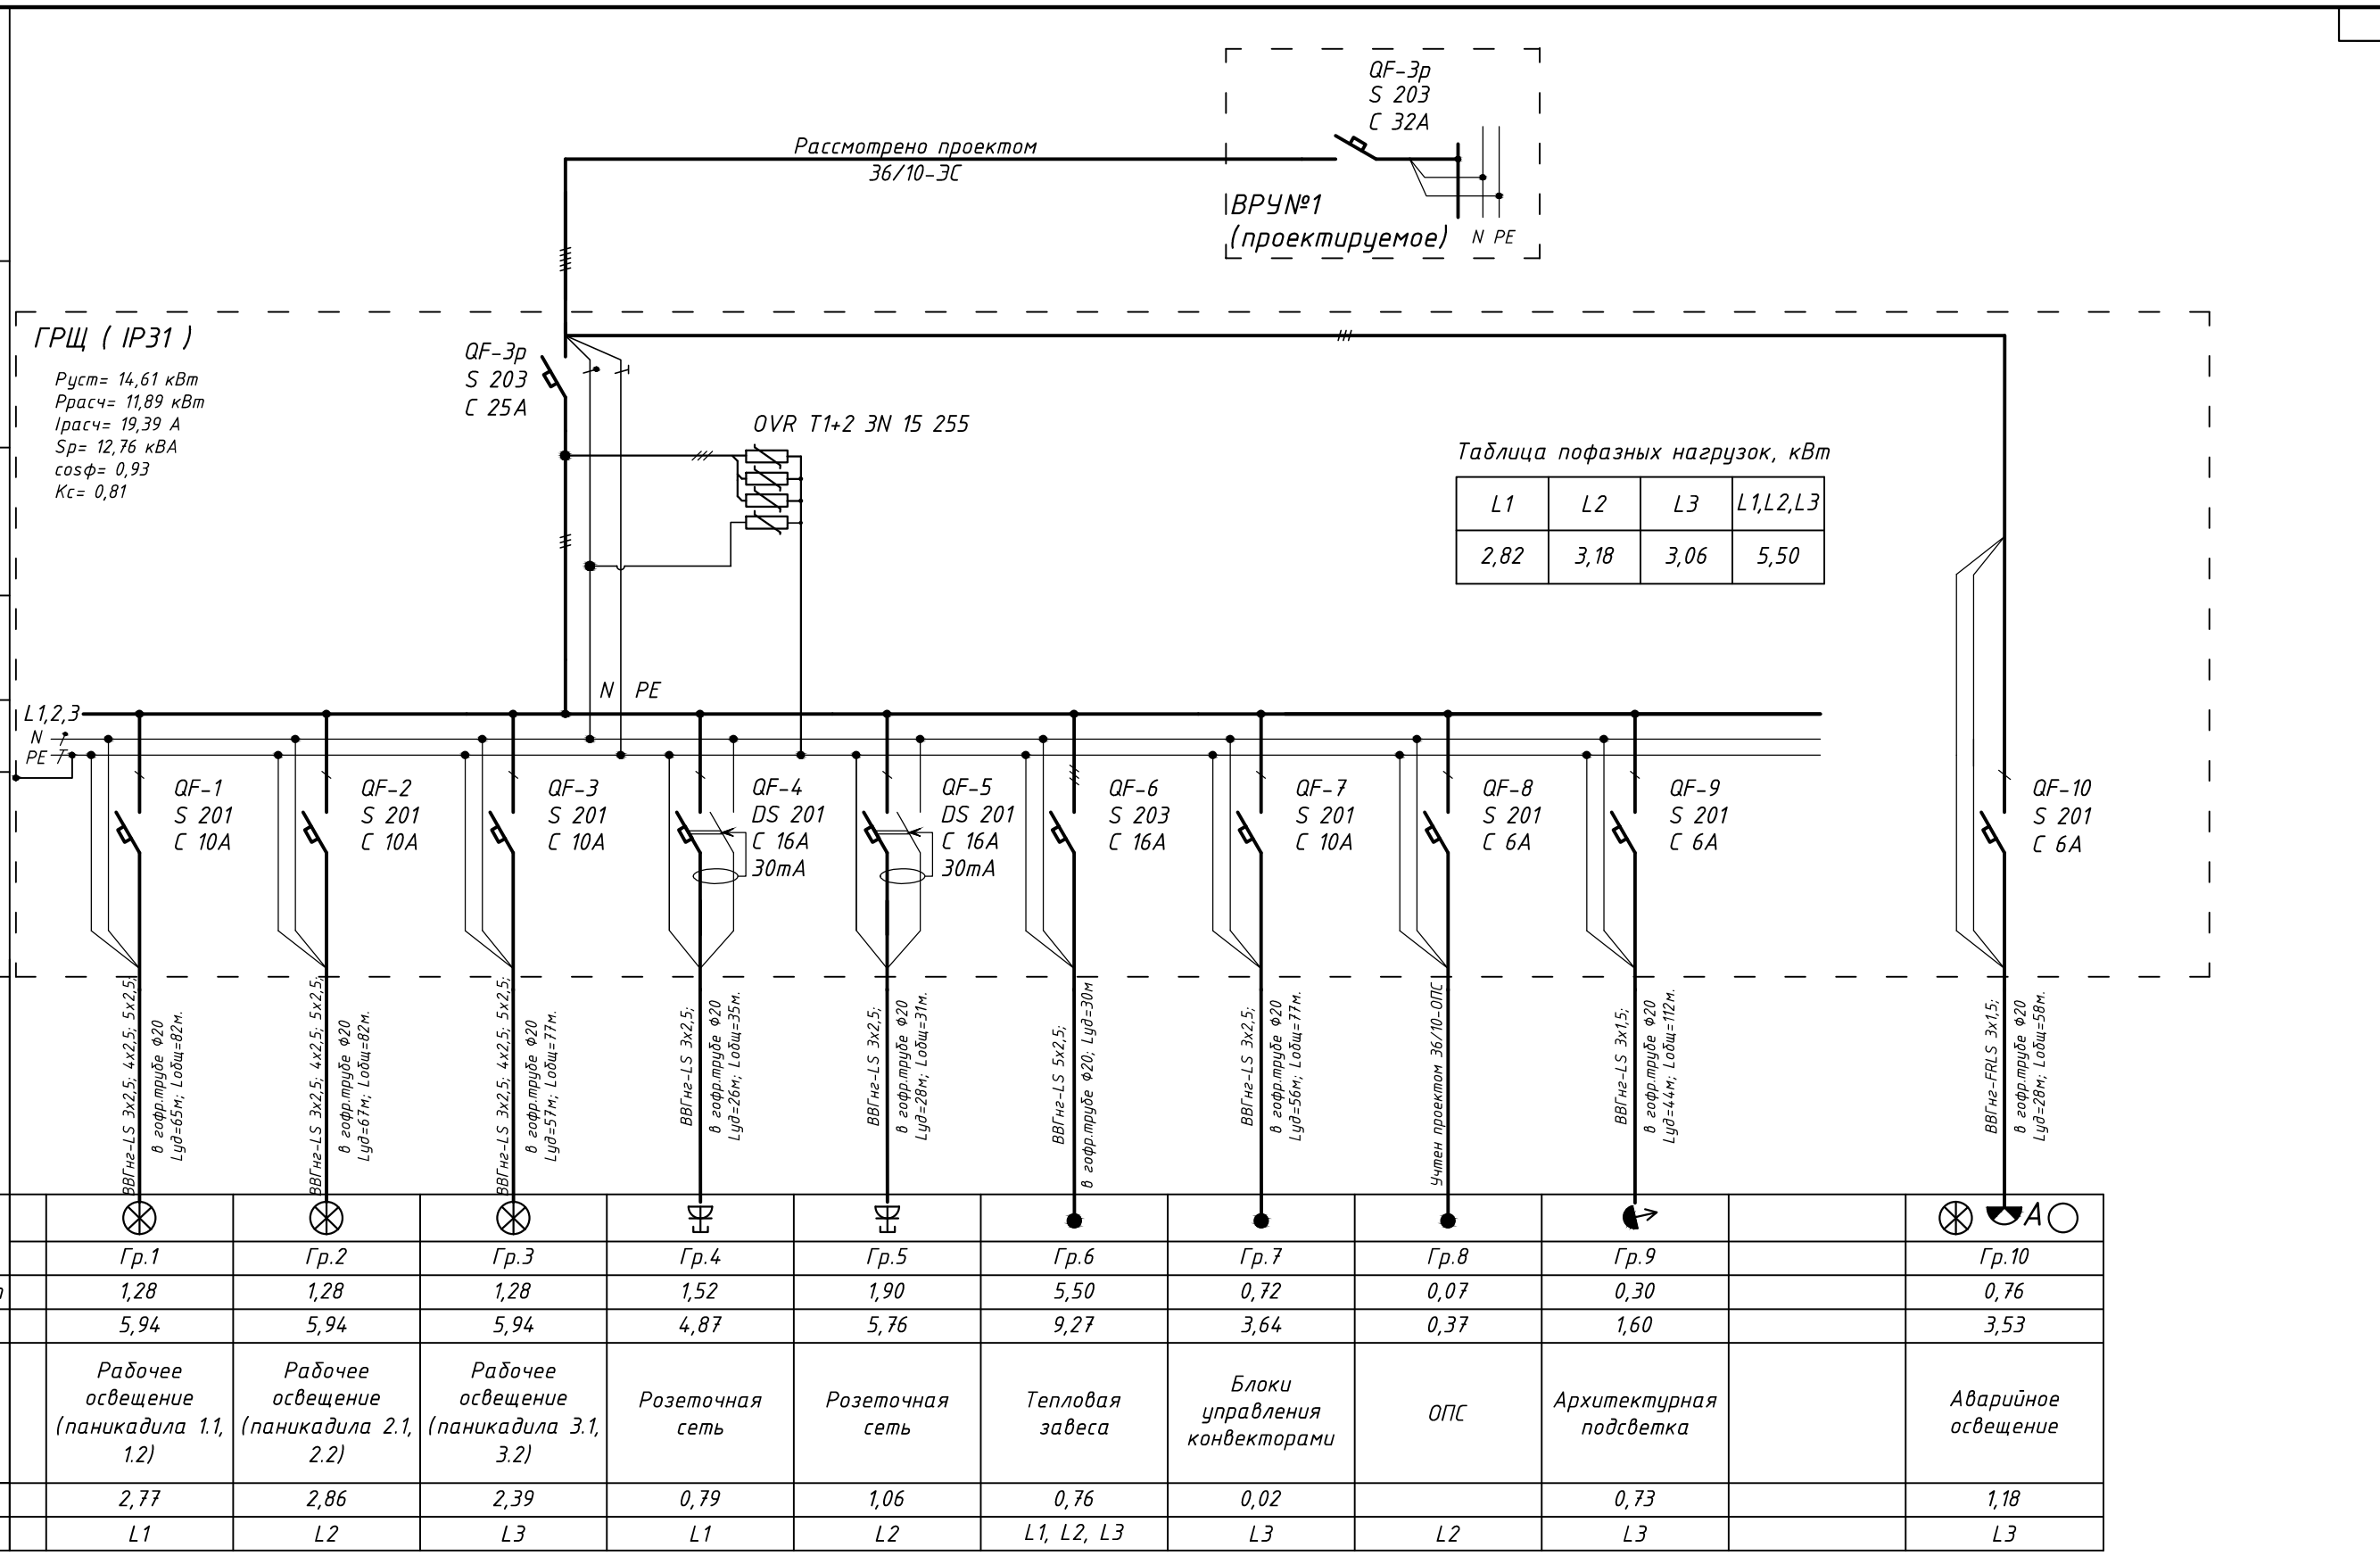 QF-3р
S 203
C 32A
Рассмотрено проектом
36/10-ЭС
ВРУ№1
(проектируемое)
N PE
ГРЩ ( IP31 )
Pуст= 14,61 кВт
Pрасч= 11,89 кВт
Iрасч= 19,39 А
Sр= 12,76 кВА
cosф= 0,93
Кс= 0,81
QF-3р
S 203
C 25A
OVR T1+2 3N 15 255
Таблица пофазных нагрузок, кВт
L1 L2 L3 L1,L2,L3
2,82 3,18 3,06 5,50
N PE
L1,2,3
N
PE
QF-1
S 201
C 10A
QF-2
S 201
C 10A
QF-3
S 201
C 10A
QF-4
DS 201
C 16A
30mA
QF-5
DS 201
C 16A
30mA
QF-6
S 203
C 16A
QF-7
S 201
C 10A
QF-8
S 201
C 6A
QF-9
S 201
C 6A
QF-10
S 201
C 6A
ВВГнг-LS 3х2,5; 4х2,5; 5х2,5;
в гофр.трубе Ф20
Lуд=65м; Lобщ=82м.
ВВГнг-LS 3х2,5; 4х2,5; 5х2,5;
в гофр.трубе Ф20
Lуд=67м; Lобщ=82м.
ВВГнг-LS 3х2,5; 4х2,5; 5х2,5;
в гофр.трубе Ф20
Lуд=57м; Lобщ=77м.
ВВГнг-LS 3х2,5;
в гофр.трубе Ф20
Lуд=26м; Lобщ=35м.
ВВГнг-LS 3х2,5;
в гофр.трубе Ф20
Lуд=28м; Lобщ=31м.
ВВГнг-LS 5х2,5;
в гофр.трубе Ф20; Lуд=30м
ВВГнг-LS 3х2,5;
в гофр.трубе Ф20
Lуд=56м; Lобщ=77м.
Учтен проектом 36/10-ОПС
ВВГнг-LS 3х1,5;
в гофр.трубе Ф20
Lуд=44м; Lобщ=112м.
ВВГнг-FRLS 3х1,5;
в гофр.трубе Ф20
Lуд=28м; Lобщ=58м.
А
Гр.1 Гр.2 Гр.3 Гр.4 Гр.5 Гр.6 Гр.7 Гр.8 Гр.9 Гр.10
1,28 1,28 1,28 1,52 1,90 5,50 0,72 0,07 0,30 0,76
5,94 5,94 5,94 4,87 5,76 9,27 3,64 0,37 1,60 3,53
Рабочее
освещение
(паникадила 1.1,
1.2)
Рабочее
освещение
(паникадила 2.1,
2.2)
Рабочее
освещение
(паникадила 3.1,
3.2)
Розеточная
сеть
Розеточная
сеть
Тепловая
завеса
Блоки
управления
конвекторами
ОПС
Архитектурная
подсветка
Аварийное
освещение
2,77 2,86 2,39 0,79 1,06 0,76 0,02 0,73 1,18
L1 L2 L3 L1 L2 L1, L2, L3 L3 L2 L3 L3